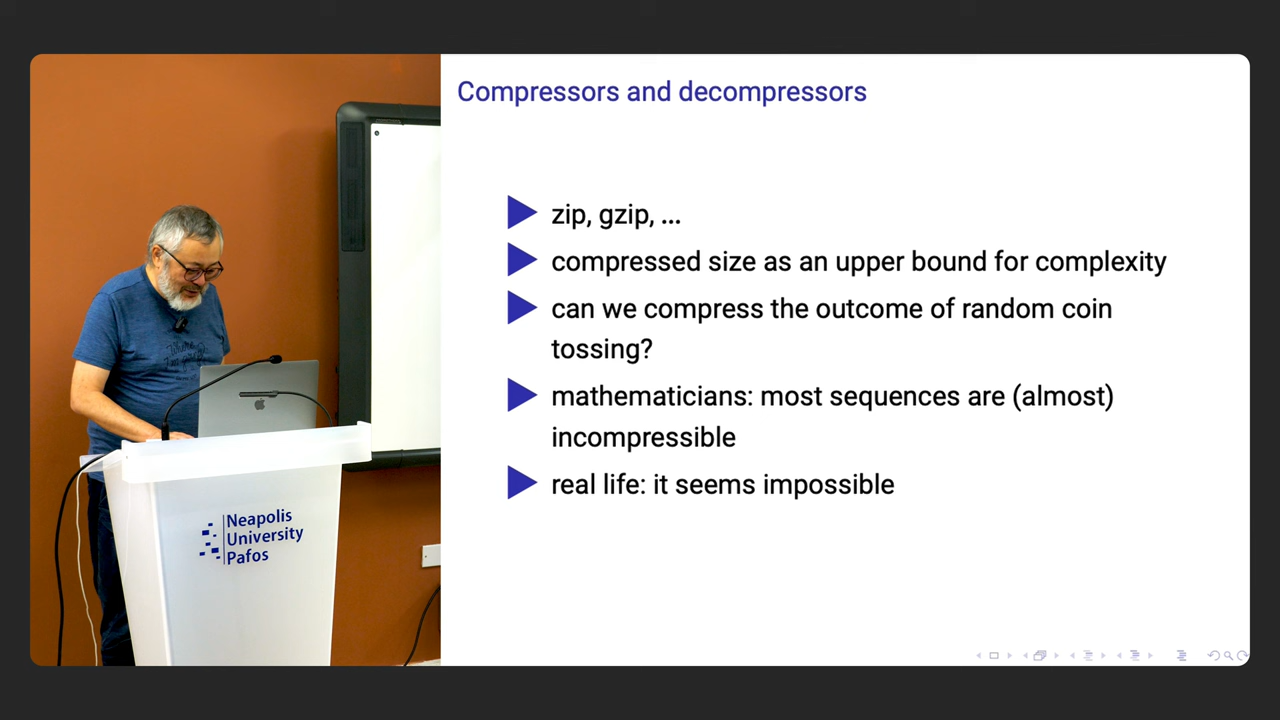 Compressors and decompressors
zip, gzip, ...
compressed size as an upper bound for complexity
can we compress the outcome of random coin
tossing?
mathematicians: most sequences are (almost)
incompressible
real life: it seems impossible
Neapolis
University
Pafos